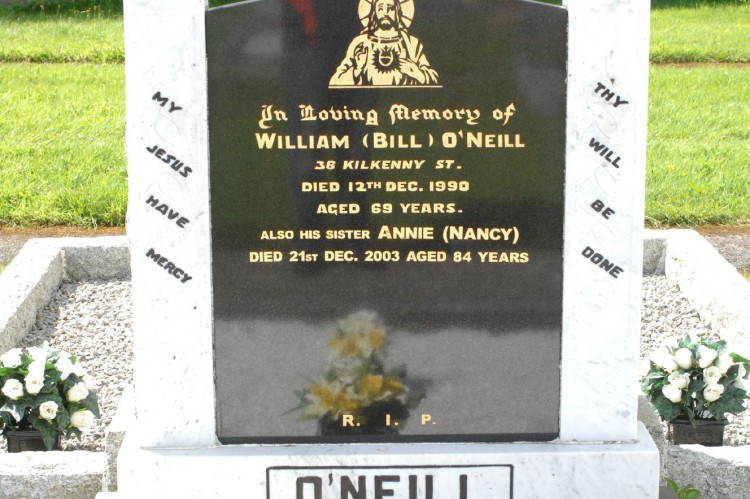 In Loving Memory of
WILLIAM (BILL) O'NEILL
38 KILKENNY ST.
DIED 12TH DEC. 1990
AGED 69 YEARS.
ALSO HIS SISTER ANNIE (NANCY)
DIED 21ST DEC. 2003 AGED 84 YEARS
R. I. P.
MY
JESUS
HAVE
MERCY
THY
WILL
BE
DONE
O'NEILL